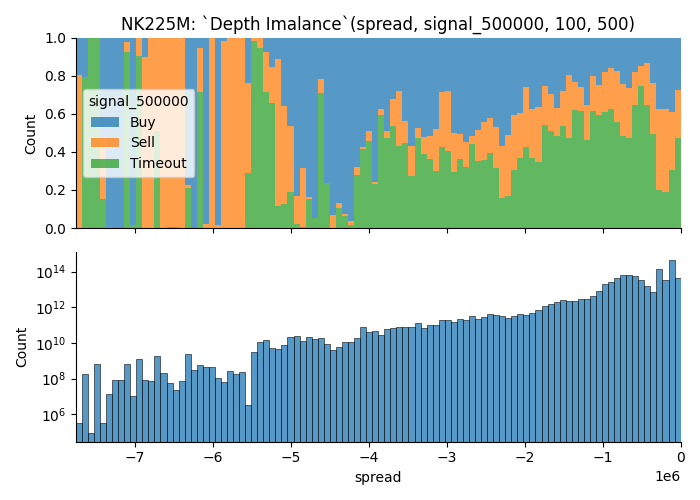 NK225M: `Depth Imalance`(spread, signal_500000, 100, 500)
1.0
0.8
0.6
0.4
0.2
0.0
Count
signal_500000
Buy
Sell
Timeout
10^14
10^12
10^10
10^8
10^6
Count
−7 −6 −5 −4 −3 −2 −1 0
spread
1e6